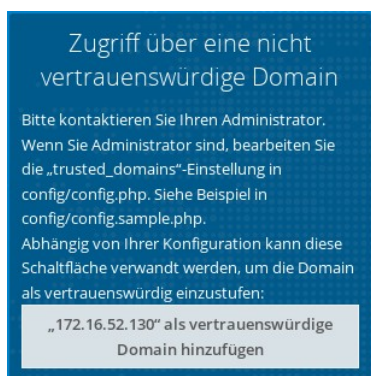 Zugriff über eine nicht
vertrauenswürdige Domain
Bitte kontaktieren Sie Ihren Administrator.
Wenn Sie Administrator sind, bearbeiten Sie
die „trusted_domains“-Einstellung in
config/config.php. Siehe Beispiel in
config/config.sample.php.
Abhängig von Ihrer Konfiguration kann diese
Schaltfläche verwandt werden, um die Domain
als vertrauenswürdig einzustufen:
„172.16.52.130“ als vertrauenswürdige
Domain hinzufügen